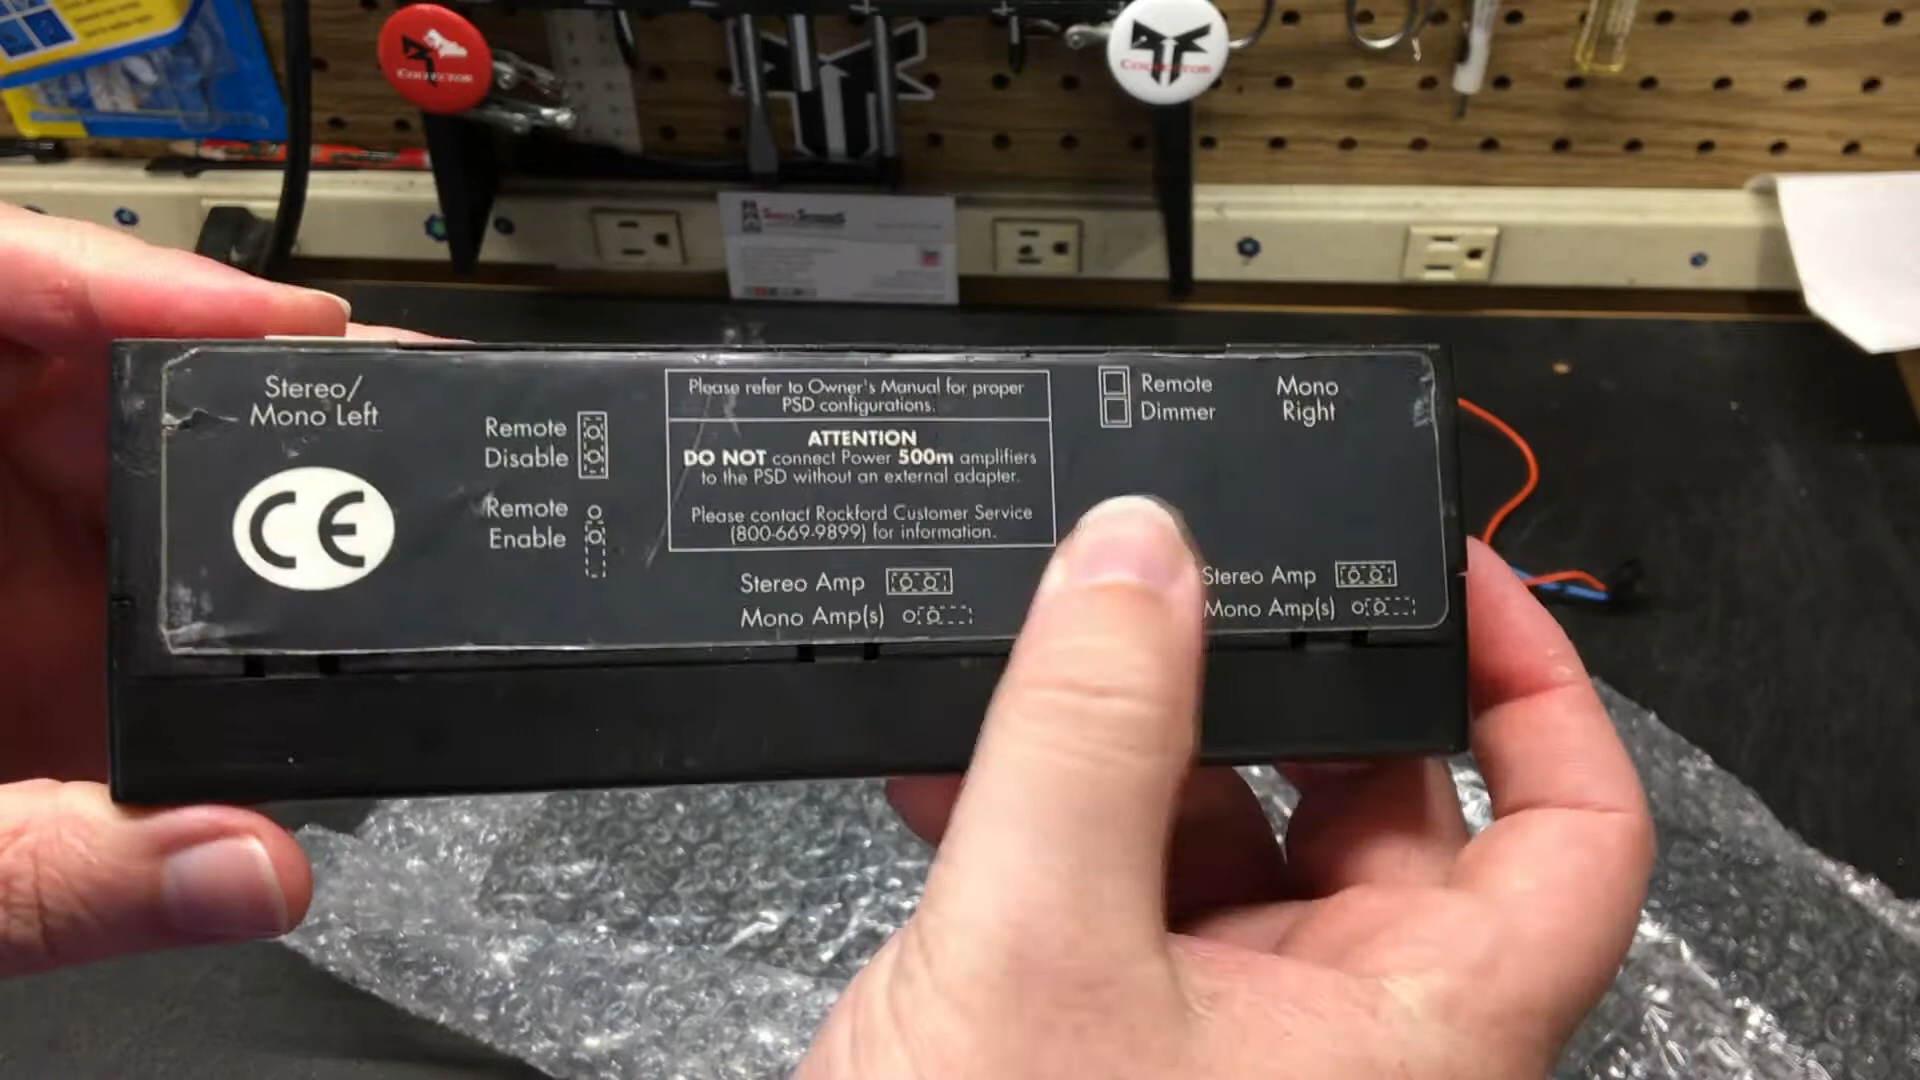 COLLECTOR
COLLECTOR
Stereo/
Mono Left
Remote
Disable
Remote
Enable
Please refer to Owner's Manual for proper
PSD configurations.
ATTENTION
DO NOT connect Power 500m amplifiers
to the PSD without an external adapter.
Please contact Rockford Customer Service
(800-669-9899) for information.
Stereo Amp
Mono Amp(s)
Remote
Dimmer
Mono
Right
Stereo Amp
Mono Amp(s)
CE